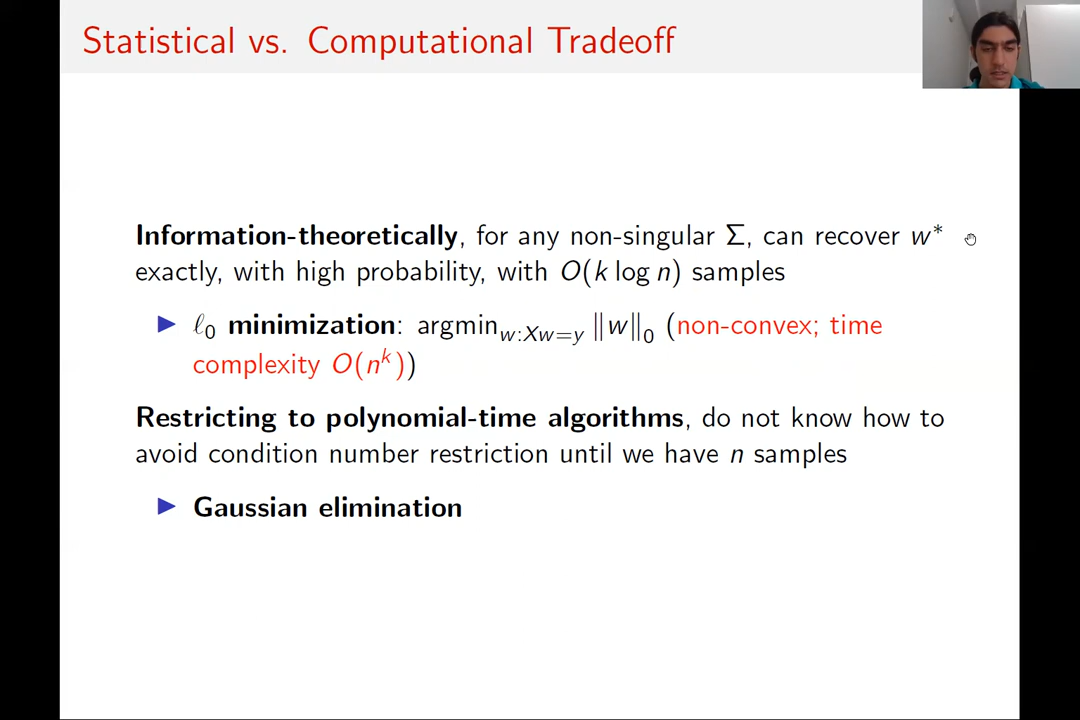 Statistical vs. Computational Tradeoff
Information-theoretically, for any non-singular Σ, can recover w*
exactly, with high probability, with O(k log n) samples
▶ ℓ₀ minimization: argmin_{w:Xw=y} ‖w‖₀ (non-convex; time
complexity O(n^k))
Restricting to polynomial-time algorithms, do not know how to
avoid condition number restriction until we have n samples
▶ Gaussian elimination